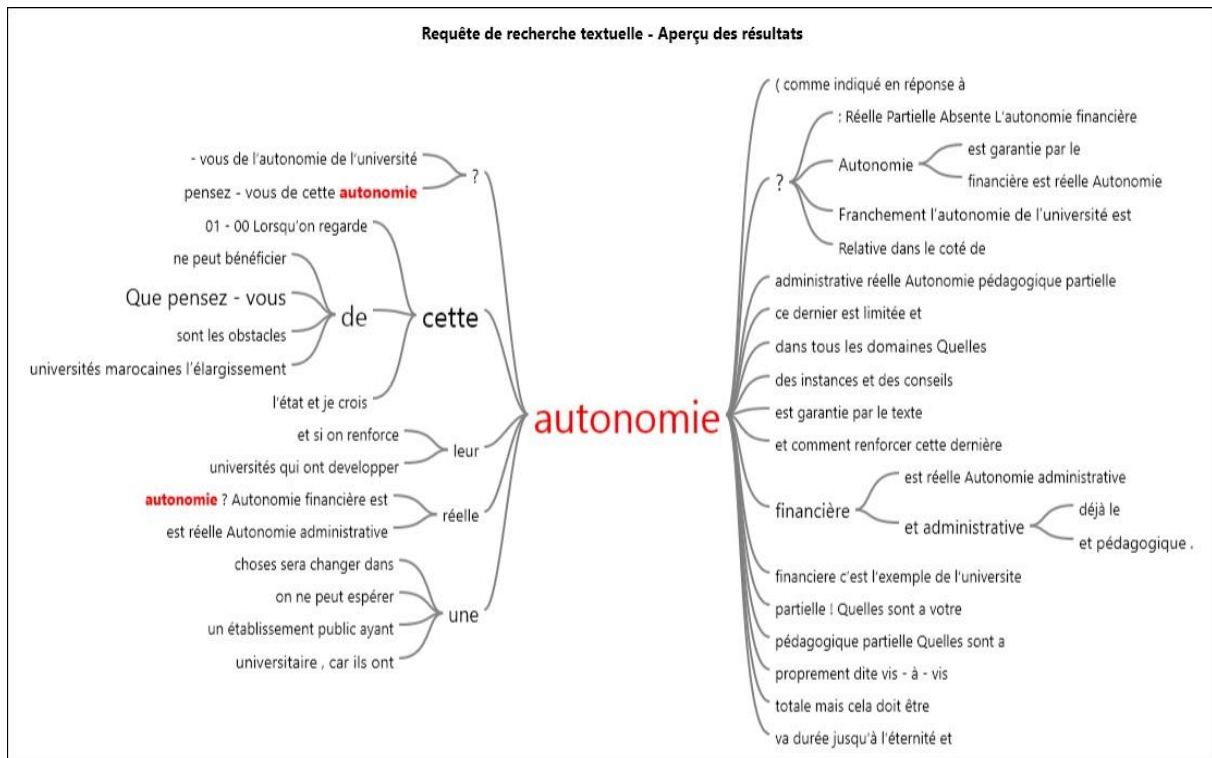 Requête de recherche textuelle - Aperçu des résultats
- vous de l'autonomie de l'université
pensez - vous de cette autonomie
?
01 - 00 Lorsqu'on regarde
ne peut bénéficier
Que pensez - vous
sont les obstacles
universités marocaines l'élargissement
de
l'état et je crois
cette
et si on renforce
universités qui ont developper
leur
autonomie ? Autonomie financière est
est réelle Autonomie administrative
réelle
choses sera changer dans
on ne peut espérer
un établissement public ayant
universitaire , car ils ont
une
autonomie
( comme indiqué en réponse à
?
: Réelle Partielle Absente L'autonomie financière
Autonomie
est garantie par le
financière est réelle Autonomie
Franchement l'autonomie de l'université est
Relative dans le coté de
administrative réelle Autonomie pédagogique partielle
ce dernier est limitée et
dans tous les domaines Quelles
des instances et des conseils
est garantie par le texte
et comment renforcer cette dernière
financière
est réelle Autonomie administrative
et administrative
déjà le
et pédagogique .
financiere c'est l'exemple de l'universite
partielle ! Quelles sont a votre
pédagogique partielle Quelles sont a
proprement dite vis - à - vis
totale mais cela doit être
va durée jusqu'à l'éternité et